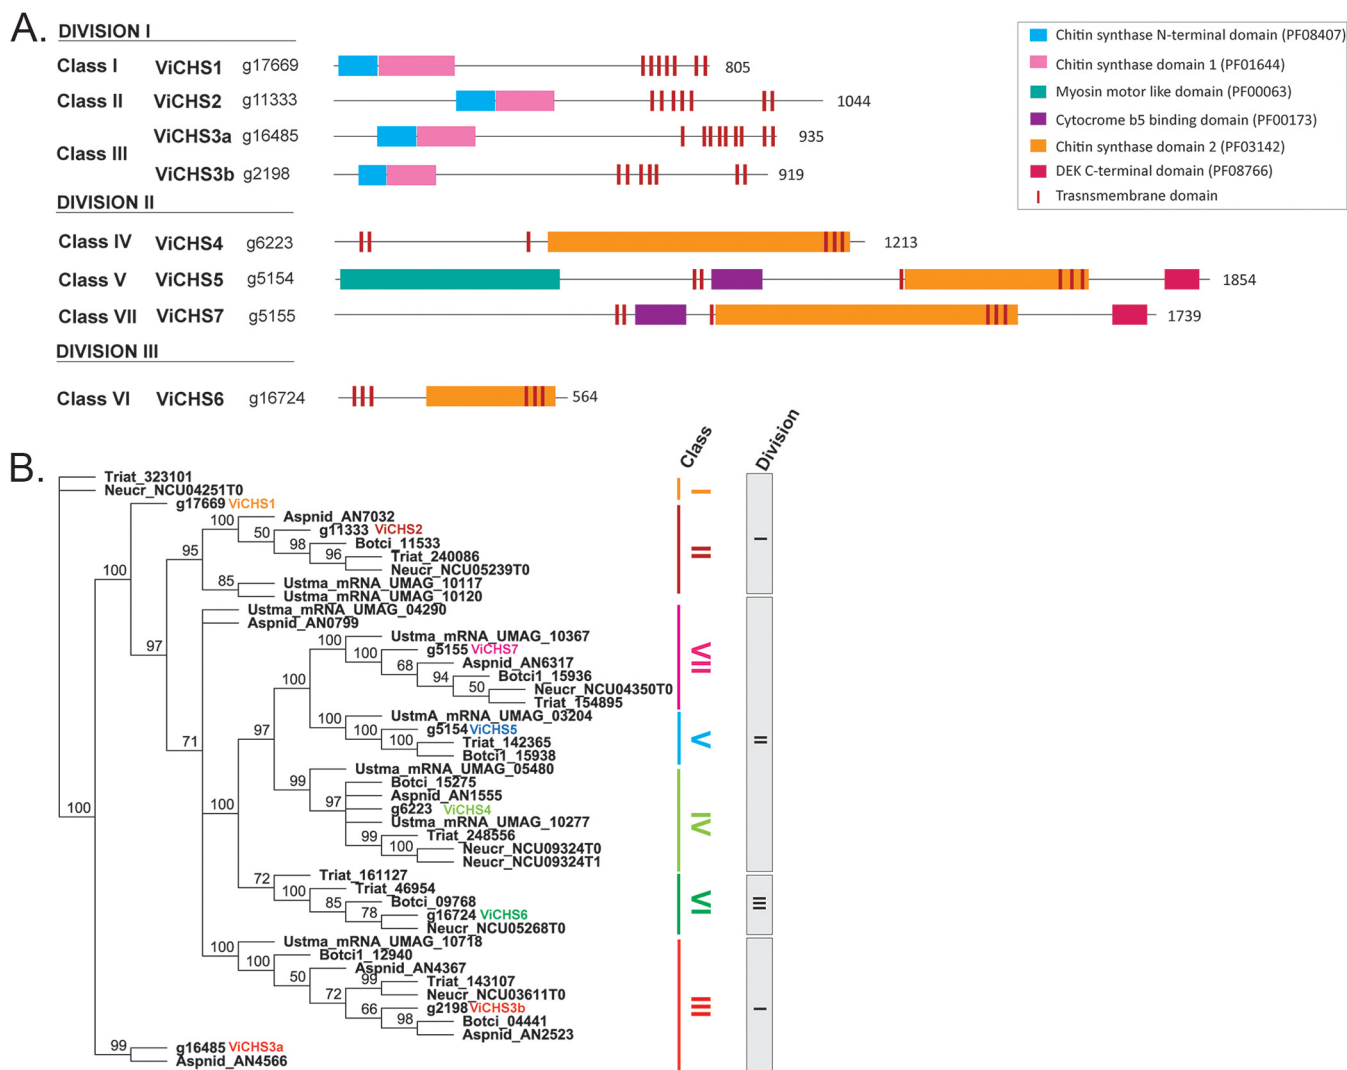 A.
DIVISION I
Class I ViCHS1 g17669 805
Class II ViCHS2 g11333 1044
ViCHS3a g16485 935
Class III
ViCHS3b g2198 919
DIVISION II
Class IV ViCHS4 g6223 1213
Class V ViCHS5 g5154 1854
Class VII ViCHS7 g5155 1739
DIVISION III
Class VI ViCHS6 g16724 564
Chitin synthase N-terminal domain (PF08407)
Chitin synthase domain 1 (PF01644)
Myosin motor like domain (PF00063)
Cytocrome b5 binding domain (PF00173)
Chitin synthase domain 2 (PF03142)
DEK C-terminal domain (PF08766)
Trasnsmembrane domain
B.
Class
Division
Triat_323101
Neucr_NCU04251T0
g17669 ViCHS1
100 Aspnid_AN7032
50 g11333 ViCHS2
98 Botci_11533
95 96 Triat_240086
Neucr_NCU05239T0
100 85 Ustma_mRNA_UMAG_10117
Ustma_mRNA_UMAG_10120
Ustma_mRNA_UMAG_04290
Aspnid_AN0799
100 Ustma_mRNA_UMAG_10367
97 100 g5155 ViCHS7
68 Aspnid_AN6317
94 Botci1_15936
100 50 Neucr_NCU04350T0
Triat_154895
100 UstmA_mRNA_UMAG_03204
97 100 g5154 ViCHS5
71 100 Triat_142365
Botci1_15938
Ustma_mRNA_UMAG_05480
99 Botci_15275
Aspnid_AN1555
100 100 97 g6223 ViCHS4
Ustma_mRNA_UMAG_10277
99 Triat_248556
100 Neucr_NCU09324T0
Neucr_NCU09324T1
72 Triat_161127
100 Triat_46954
85 Botci_09768
78 g16724 ViCHS6
Neucr_NCU05268T0
100 Ustma_mRNA_UMAG_10718
100 Botci1_12940
50 Aspnid_AN4367
99 Triat_143107
72 Neucr_NCU03611T0
66 g2198 ViCHS3b
98 Botci_04441
Aspnid_AN2523
99 g16485 ViCHS3a
Aspnid_AN4566
I
II
VII
V
IV
VI
III
I
II
III
I